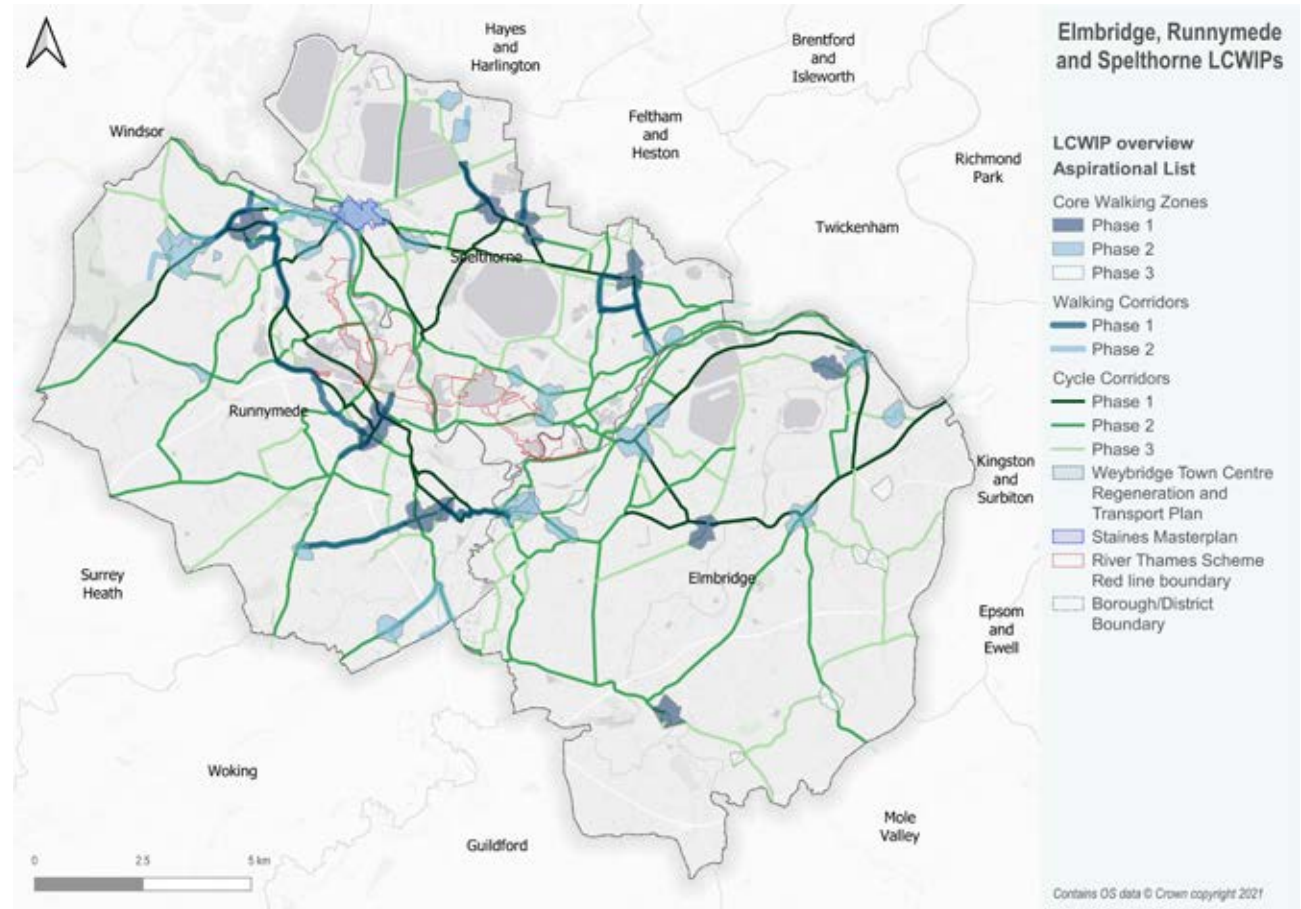 Elmbridge, Runnymede
and Spelthorne LCWIPs
LCWIP overview
Aspirational List
Core Walking Zones
Phase 1
Phase 2
Phase 3
Walking Corridors
Phase 1
Phase 2
Cycle Corridors
Phase 1
Phase 2
Phase 3
Weybridge Town Centre
Regeneration and
Transport Plan
Staines Masterplan
River Thames Scheme
Red line boundary
Borough/District
Boundary
Contains OS data © Crown copyright 2021
Hayes
and
Harlington
Brentford
and
Isleworth
Windsor
Feltham
and
Heston
Richmond
Park
Twickenham
Spelthorne
Runnymede
Kingston
and
Surbiton
Surrey
Heath
Elmbridge
Epsom
and
Ewell
Woking
Mole
Valley
Guildford
0 2.5 5 km